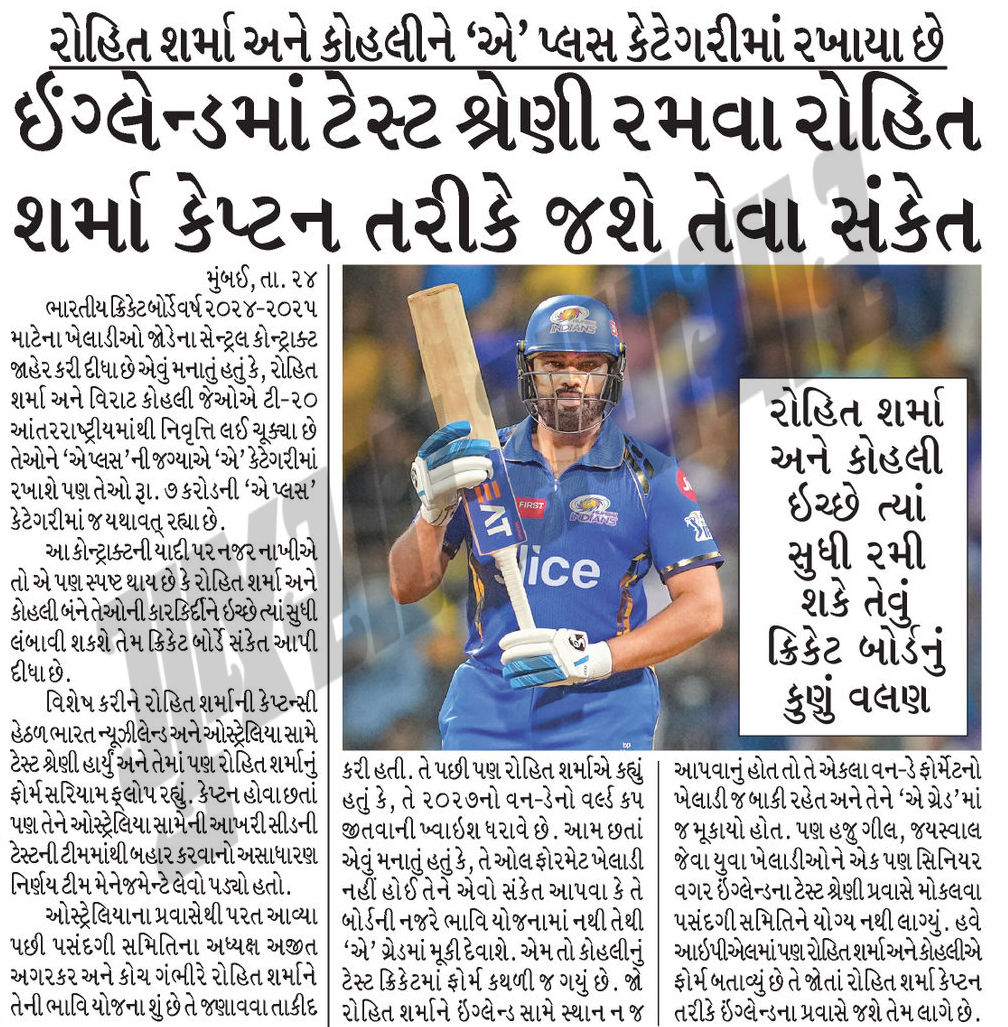 રોહિત શર્મા અને કોહલીને ‘એ’ પ્લસ કેટેગરીમાં રખાયા છે
ઈંગ્લેન્ડમાં ટેસ્ટ શ્રેણી રમવા રોહિત
શર્મા કેપ્ટન તરીકે જશે તેવા સંકેત
મુંબઈ, તા. ૨૪
ભારતીય ક્રિકેટ બોર્ડે વર્ષ ૨૦૨૪-૨૦૨૫
માટેના ખેલાડીઓ જોડેના સેન્ટ્રલ કોન્ટ્રાક્ટ
જાહેર કરી દીધા છે એવું મનાતું હતું કે, રોહિત
શર્મા અને વિરાટ કોહલી જેઓએ ટી-૨૦
આંતરરાષ્ટ્રીયમાંથી નિવૃત્તિ લઈ ચૂક્યા છે
તેઓને ‘એ પ્લસ’ની જગ્યાએ ‘એ’ કેટેગરીમાં
રખાશે પણ તેઓ રૂા. ૭ કરોડની ‘એ પ્લસ’
કેટેગરીમાં જ યથાવત્ રહ્યા છે.
આ કોન્ટ્રાક્ટની યાદી પર નજર નાખીએ
તો એ પણ સ્પષ્ટ થાય છે કે રોહિત શર્મા અને
કોહલી બંને તેઓની કારકિર્દીને ઇચ્છે ત્યાં સુધી
લંબાવી શકશે તેમ ક્રિકેટ બોર્ડે સંકેત આપી
દીધા છે.
વિશેષ કરીને રોહિત શર્માની કેપ્ટન્સી
હેઠળ ભારત ન્યૂઝીલેન્ડ અને ઓસ્ટ્રેલિયા સામે
ટેસ્ટ શ્રેણી હાર્યું અને તેમાં પણ રોહિત શર્માનું
ફોર્મ સરિયામ ફ્લોપ રહ્યું. કેપ્ટન હોવા છતાં
પણ તેને ઓસ્ટ્રેલિયા સામેની આખરી સીડની
ટેસ્ટની ટીમમાંથી બહાર કરવાનો અસાધારણ
નિર્ણય ટીમ મેનેજમેન્ટે લેવો પડ્યો હતો.
ઓસ્ટ્રેલિયાના પ્રવાસેથી પરત આવ્યા
પછી પસંદગી સમિતિના અધ્યક્ષ અજીત
અગરકર અને કોચ ગંભીરે રોહિત શર્માને
તેની ભાવિ યોજના શું છે તે જણાવવા તાકીદ
કરી હતી. તે પછી પણ રોહિત શર્માએ કહ્યું
હતું કે, તે ૨૦૨૭નો વન-ડેનો વર્લ્ડ કપ
જીતવાની ખ્વાઇશ ધરાવે છે. આમ છતાં
એવું મનાતું હતું કે, તે ઓલ ફોરમેટ ખેલાડી
નહીં હોઈ તેને એવો સંકેત આપવા કે તે
બોર્ડની નજરે ભાવિ યોજનામાં નથી તેથી
‘એ’ ગ્રેડમાં મૂકી દેવાશે. એમ તો કોહલીનું
ટેસ્ટ ક્રિકેટમાં ફોર્મ કથળી જ ગયું છે. જો
રોહિત શર્માને ઇંગ્લેન્ડ સામે સ્થાન ન જ
આપવાનું હોત તો તે એકલા વન-ડે ફોર્મેટનો
ખેલાડી જ બાકી રહેત અને તેને ‘એ ગ્રેડ’માં
જ મૂકાયો હોત. પણ હજુ ગીલ, જયસ્વાલ
જેવા યુવા ખેલાડીઓને એક પણ સિનિયર
વગર ઇંગ્લેન્ડના ટેસ્ટ શ્રેણી પ્રવાસે મોકલવા
પસંદગી સમિતિને યોગ્ય નથી લાગ્યું. હવે
આઇપીએલમાં પણ રોહિત શર્મા અને કોહલીએ
ફોર્મ બતાવ્યું છે તે જોતાં રોહિત શર્મા કેપ્ટન
તરીકે ઇંગ્લેન્ડના પ્રવાસે જશે તેમ લાગે છે.
રોહિત શર્મા
અને કોહલી
ઇચ્છે ત્યાં
સુધી રમી
શકે તેવું
ક્રિકેટ બોર્ડનું
કુણું વલણ
INDIANS
FIRST
INDIANS
slice